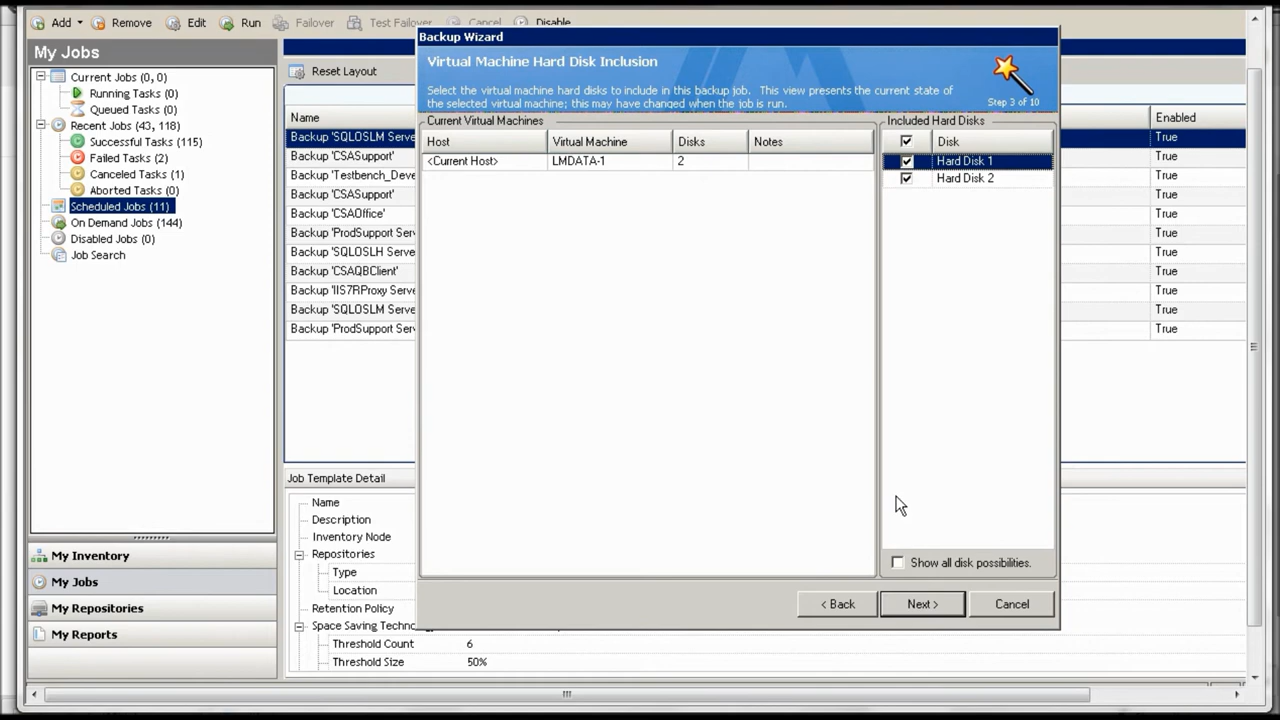 Add
Remove
Edit
Run
Failover
Test Failover
Cancel
Disable
My Jobs
Current Jobs (0, 0)
Running Tasks (0)
Queued Tasks (0)
Recent Jobs (43, 118)
Successful Tasks (115)
Failed Tasks (2)
Canceled Tasks (1)
Aborted Tasks (0)
Scheduled Jobs (11)
On Demand Jobs (144)
Disabled Jobs (0)
Job Search
My Inventory
My Jobs
My Repositories
My Reports
Reset Layout
Name
Enabled
Backup 'SQLOSLM Serve
True
Backup 'CSASupport'
True
Backup 'Testbench_Deve
True
Backup 'CSASupport'
True
Backup 'CSAOffice'
True
Backup 'ProdSupport Serv
True
Backup 'SQLOSLH Serve
True
Backup 'CSAQBClient'
True
Backup 'IIS7RProxy Serve
True
Backup 'SQLOSLM Serve
True
Backup 'ProdSupport Serv
True
Job Template Detail
Name
Description
Inventory Node
Repositories
Type
Location
Retention Policy
Space Saving Techno
Threshold Count 6
Threshold Size 50%
Backup Wizard
Virtual Machine Hard Disk Inclusion
Select the virtual machine hard disks to include in this backup job. This view presents the current state of
the selected virtual machine; this may have changed when the job is run.
Step 3 of 10
Current Virtual Machines
Host Virtual Machine Disks Notes
<Current Host> LMDATA-1 2
Included Hard Disks
Disk
Hard Disk 1
Hard Disk 2
Show all disk possibilities.
< Back
Next >
Cancel